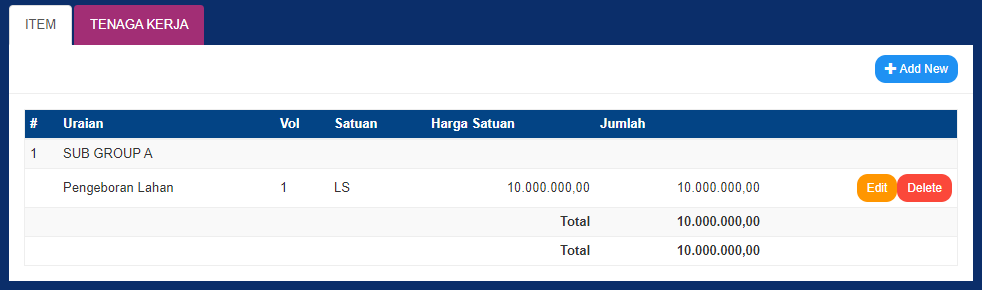 ITEM TENAGA KERJA
Add New
# Uraian Vol Satuan Harga Satuan Jumlah
1 SUB GROUP A
Pengeboran Lahan 1 LS 10.000.000,00 10.000.000,00 Edit Delete
Total 10.000.000,00
Total 10.000.000,00